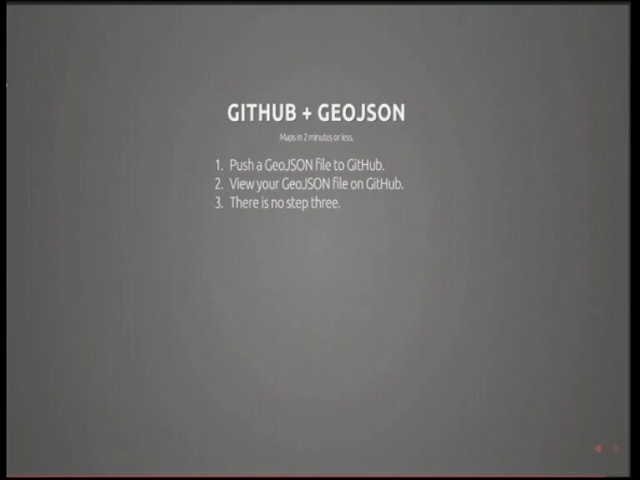 GITHUB + GEOJSON
Maps in 2 minutes or less.
1. Push a GeoJSON file to GitHub.
2. View your GeoJSON file on GitHub.
3. There is no step three.